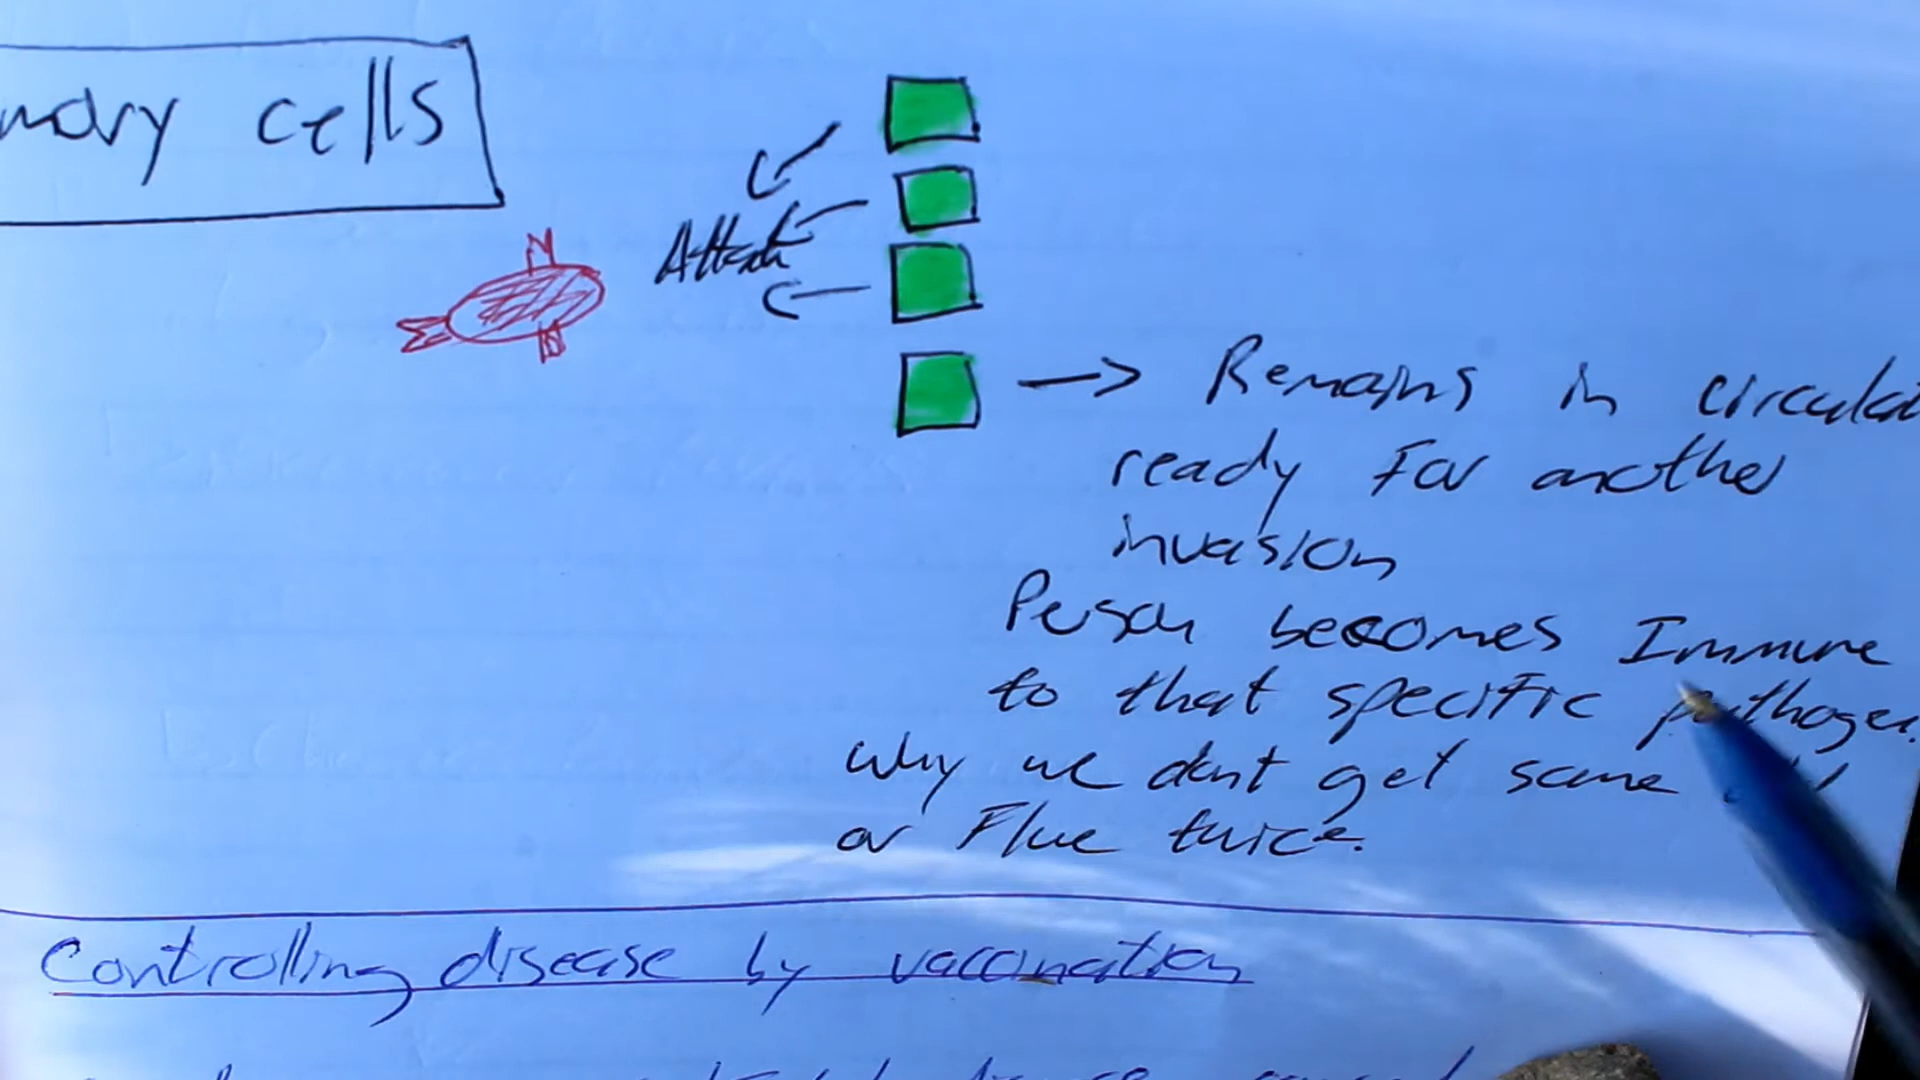 cells
Attack
Remains in
ready for another
invasion
Person becomes Immune
to that specific pathogen.
why we dont get same
or Flue twice.
Controlling disease by vaccination